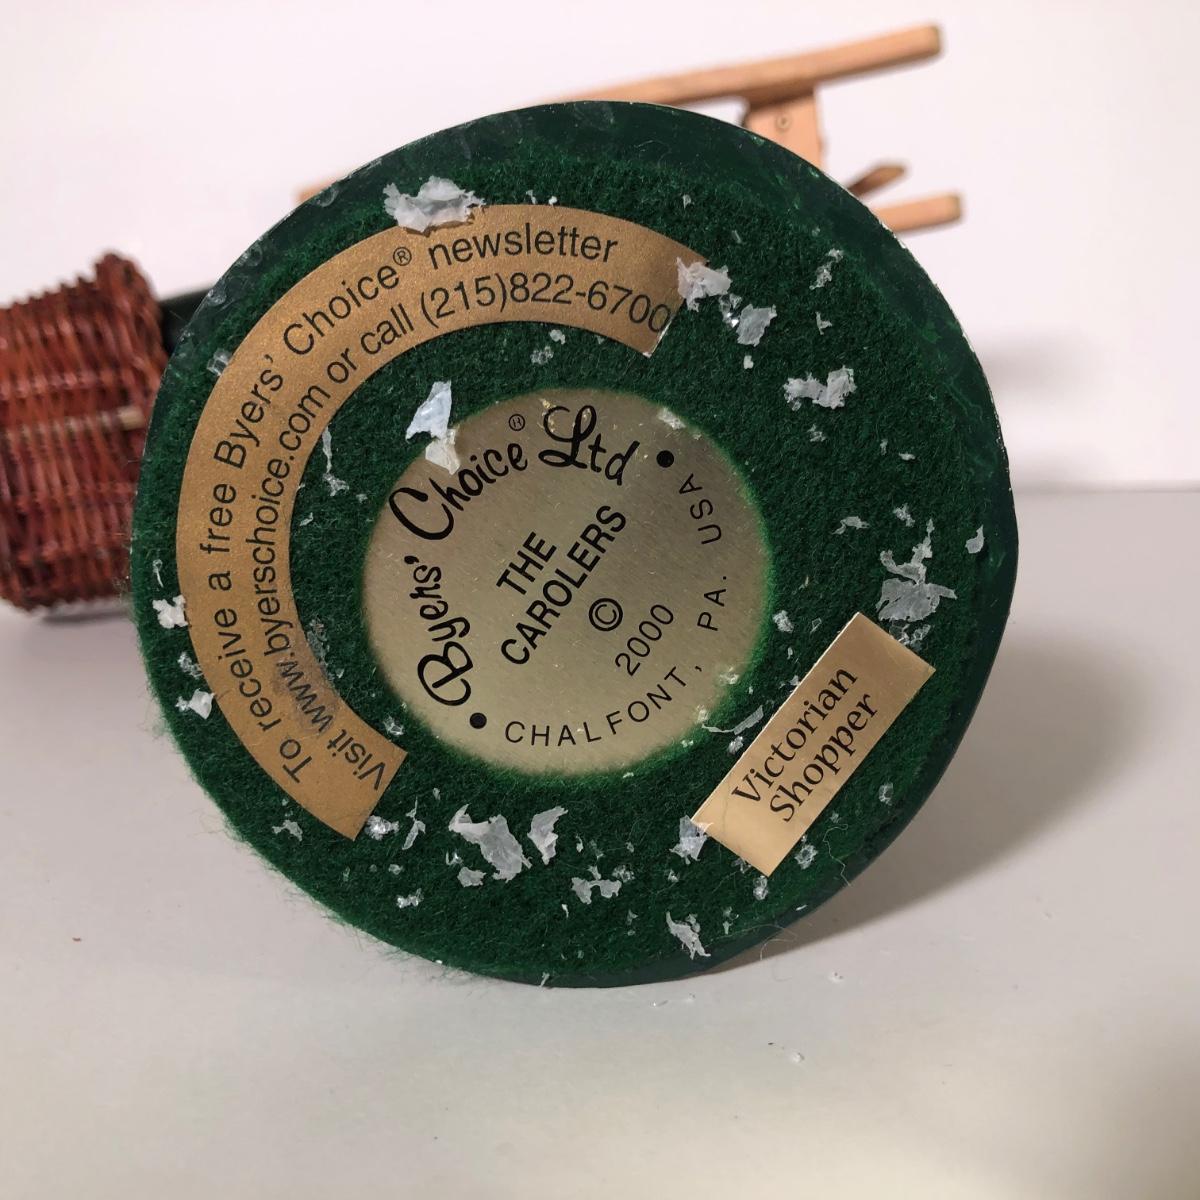 To receive a free Byers' Choice® newsletter
Visit www.byerschoice.com or call (215)822-6700
Byers' Choice® Ltd
THE
CAROLERS
©
2000
CHALFONT, PA. USA
Victorian
Shopper